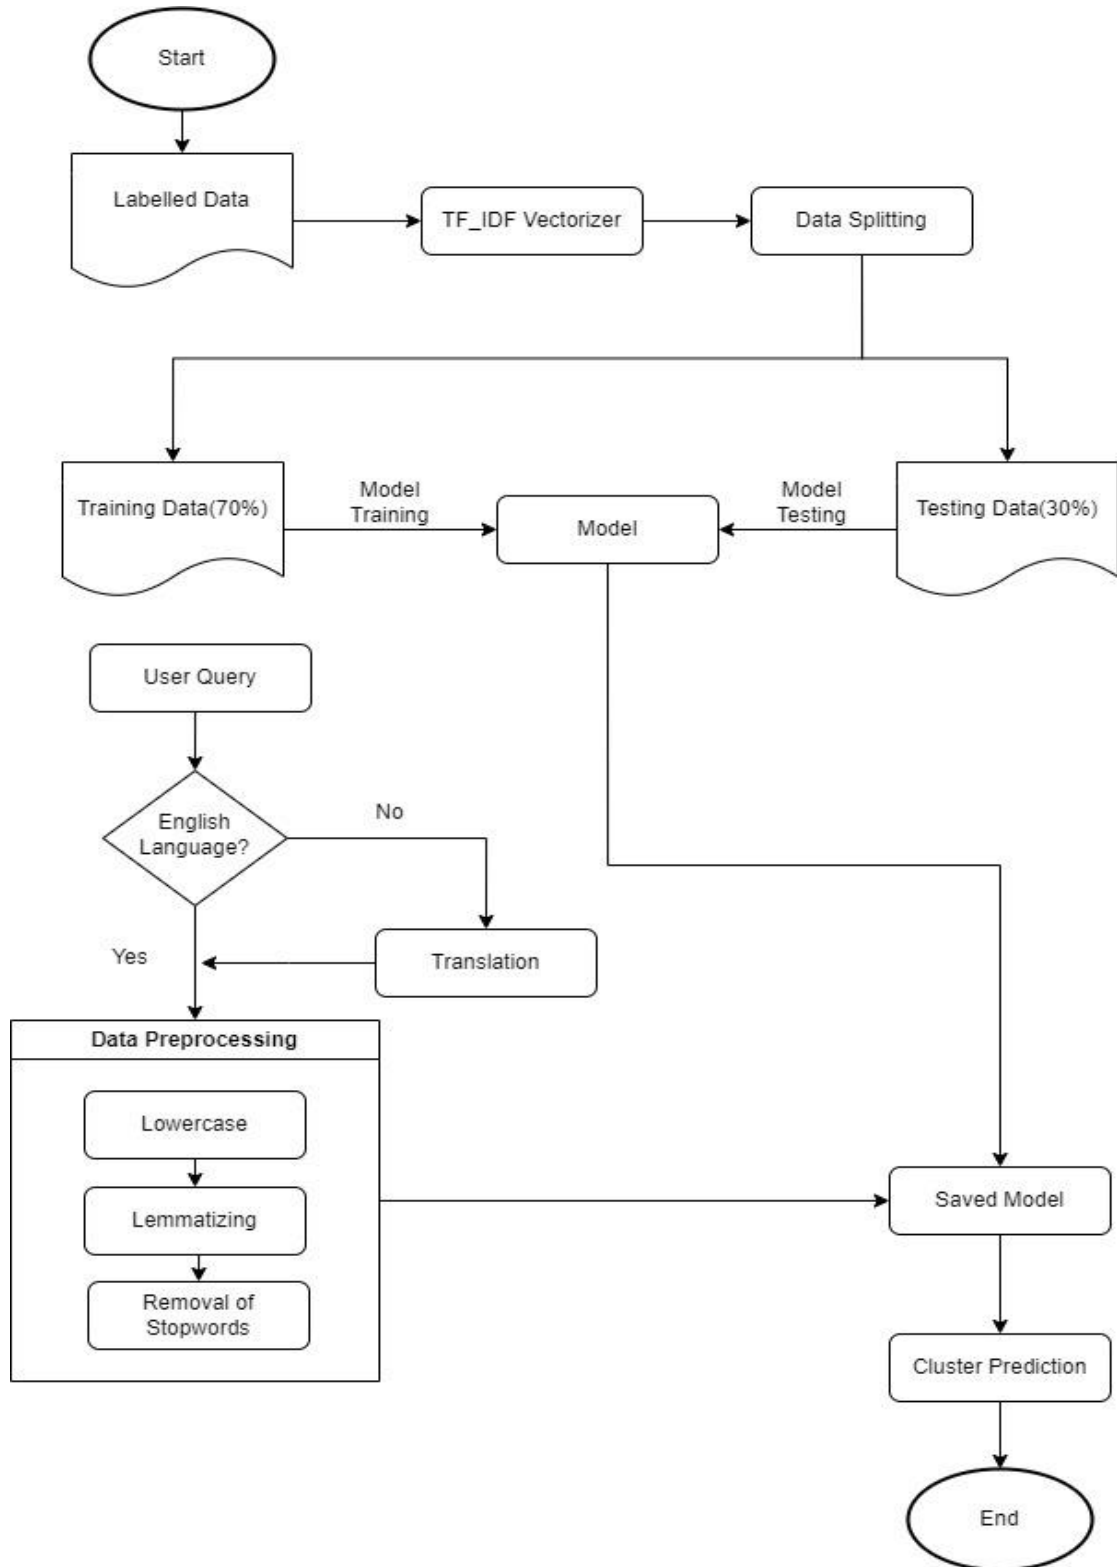 Start
Labelled Data
TF_IDF Vectorizer
Data Splitting
Training Data(70%)
Model
Training
Model
Model
Testing
Testing Data(30%)
User Query
English
Language?
No
Yes
Translation
Data Preprocessing
Lowercase
Lemmatizing
Removal of
Stopwords
Saved Model
Cluster Prediction
End